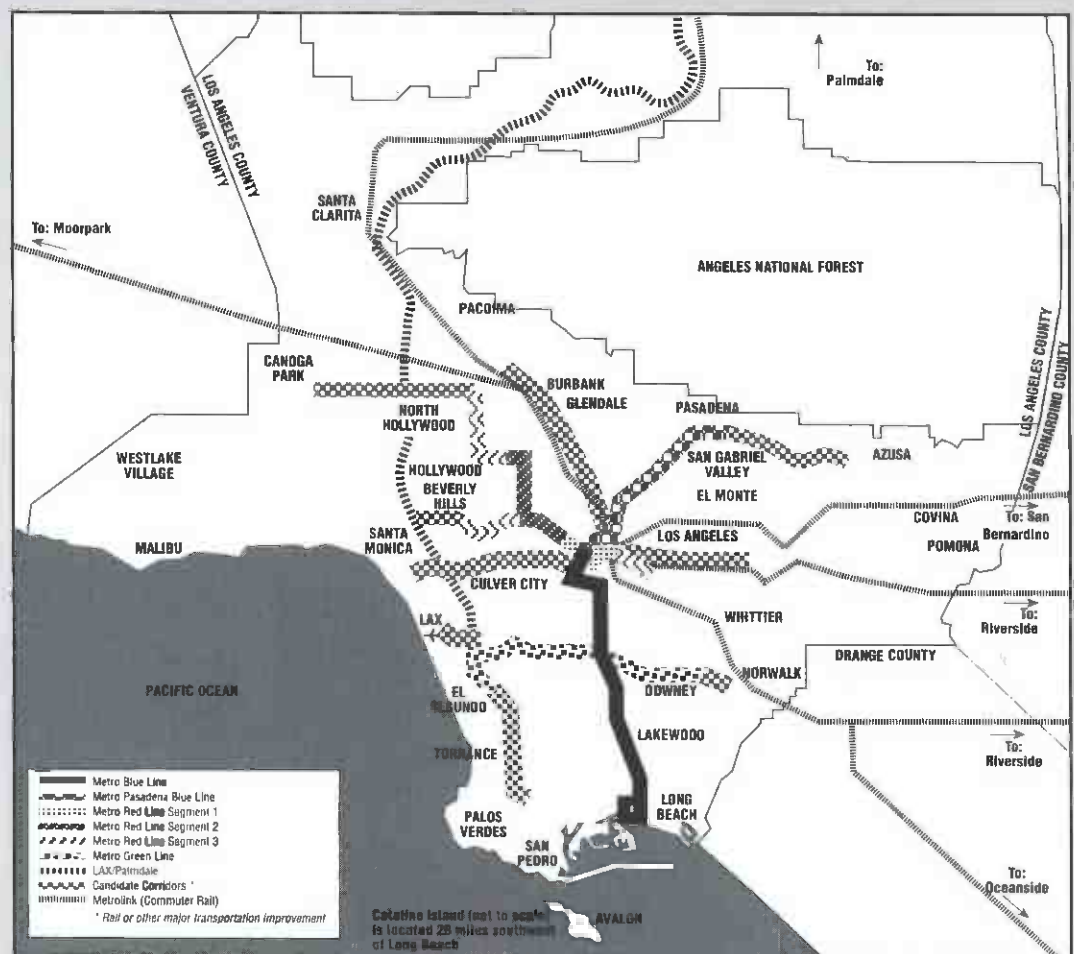 To:
Palmdale
LOS ANGELES COUNTY
VENTURA COUNTY
SANTA
CLARITA
To: Moorpark
ANGELES NATIONAL FOREST
PACOIMA
LOS ANGELES COUNTY
SAN BERNARDINO COUNTY
CANOGA
PARK
BURBANK
GLENDALE
PASADENA
NORTH
HOLLYWOOD
AZUSA
WESTLAKE
VILLAGE
SAN GABRIEL
VALLEY
HOLLYWOOD
BEVERLY
HILLS
EL MONTE
COVINA
To: San
Bernardino
SANTA
MONICA
LOS ANGELES
POMONA
MALIBU
CULVER CITY
WHITTIER
To:
Riverside
LAX
ORANGE COUNTY
NORWALK
PACIFIC OCEAN
EL
SEGUNDO
DOWNEY
LAKEWOOD
To:
Riverside
TORRANCE
LONG
BEACH
PALOS
VERDES
SAN
PEDRO
To:
Oceanside
Metro Blue Line
Metro Pasadena Blue Line
Metro Red Line Segment 1
Metro Red Line Segment 2
Metro Red Line Segment 3
Metro Green Line
LAX/Palmdale
Candidate Corridors *
Metrolink (Commuter Rail)
* Rail or other major transportation improvement
Catalina Island (not to scale
is located 26 miles southwest
of Long Beach
AVALON